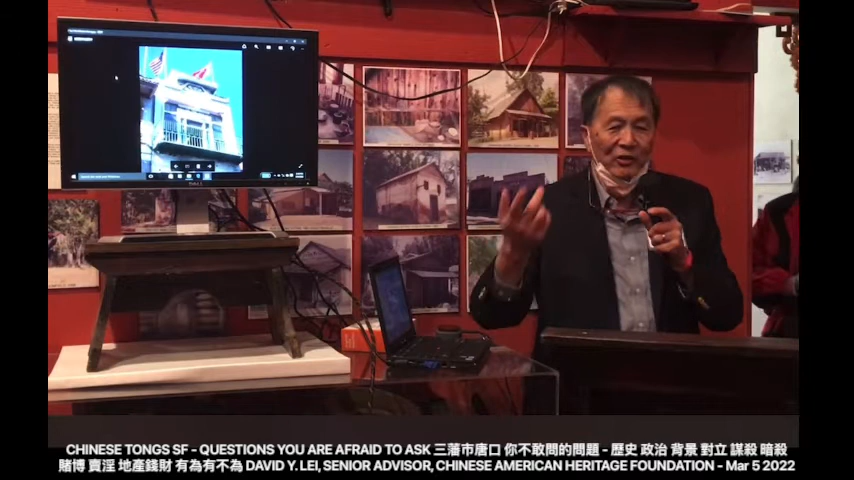 CHINESE TONGS SF - QUESTIONS YOU ARE AFRAID TO ASK 三藩市唐口 你不敢問的問題 - 歷史 政治 背景 對立 謀殺 暗殺
賭博 賣淫 地產錢財 有為有不為 DAVID Y. LEI, SENIOR ADVISOR, CHINESE AMERICAN HERITAGE FOUNDATION - Mar 5 2022